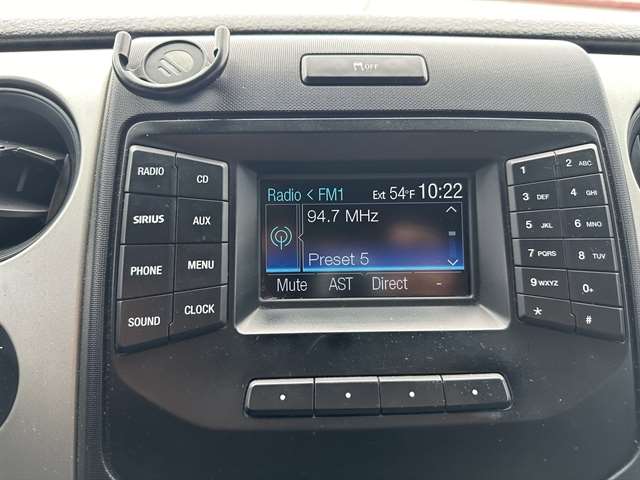 OFF
RADIO
CD
SIRIUS
AUX
PHONE
MENU
SOUND
CLOCK
Radio < FM1 Ext 54°F 10:22
94.7 MHz
Preset 5
Mute AST Direct -
1
2 ABC
3 DEF
4 GHI
5 JKL
6 MNO
7 PQRS
8 TUV
9 WXYZ
0+
*
#